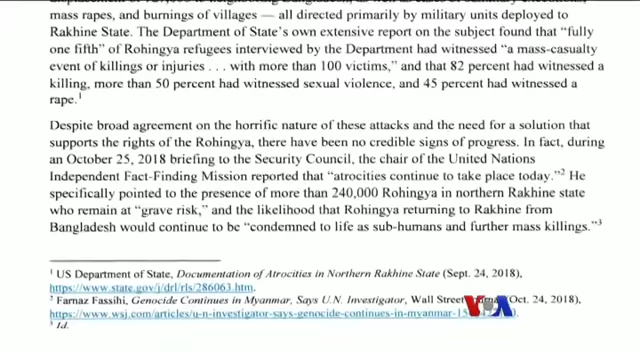 mass rapes, and burnings of villages — all directed primarily by military units deployed to
Rakhine State. The Department of State's own extensive report on the subject found that “fully
one fifth” of Rohingya refugees interviewed by the Department had witnessed “a mass-casualty
event of killings or injuries . . . with more than 100 victims,” and that 82 percent had witnessed a
killing, more than 50 percent had witnessed sexual violence, and 45 percent had witnessed a
rape.1
Despite broad agreement on the horrific nature of these attacks and the need for a solution that
supports the rights of the Rohingya, there have been no credible signs of progress. In fact, during
an October 25, 2018 briefing to the Security Council, the chair of the United Nations
Independent Fact-Finding Mission reported that “atrocities continue to take place today.”2 He
specifically pointed to the presence of more than 240,000 Rohingya in northern Rakhine state
who remain at “grave risk,” and the likelihood that Rohingya returning to Rakhine from
Bangladesh would continue to be “condemned to life as sub-humans and further mass killings.”3
1 US Department of State, Documentation of Atrocities in Northern Rakhine State (Sept. 24, 2018),
https://www.state.gov/j/drl/rls/286063.htm.
2 Farnaz Fassihi, Genocide Continues in Myanmar, Says U.N. Investigator, Wall Street Oct. 24, 2018),
https://www.wsj.com/articles/u-n-investigator-says-genocide-continues-in-myanmar-15
3 Id.
VOA